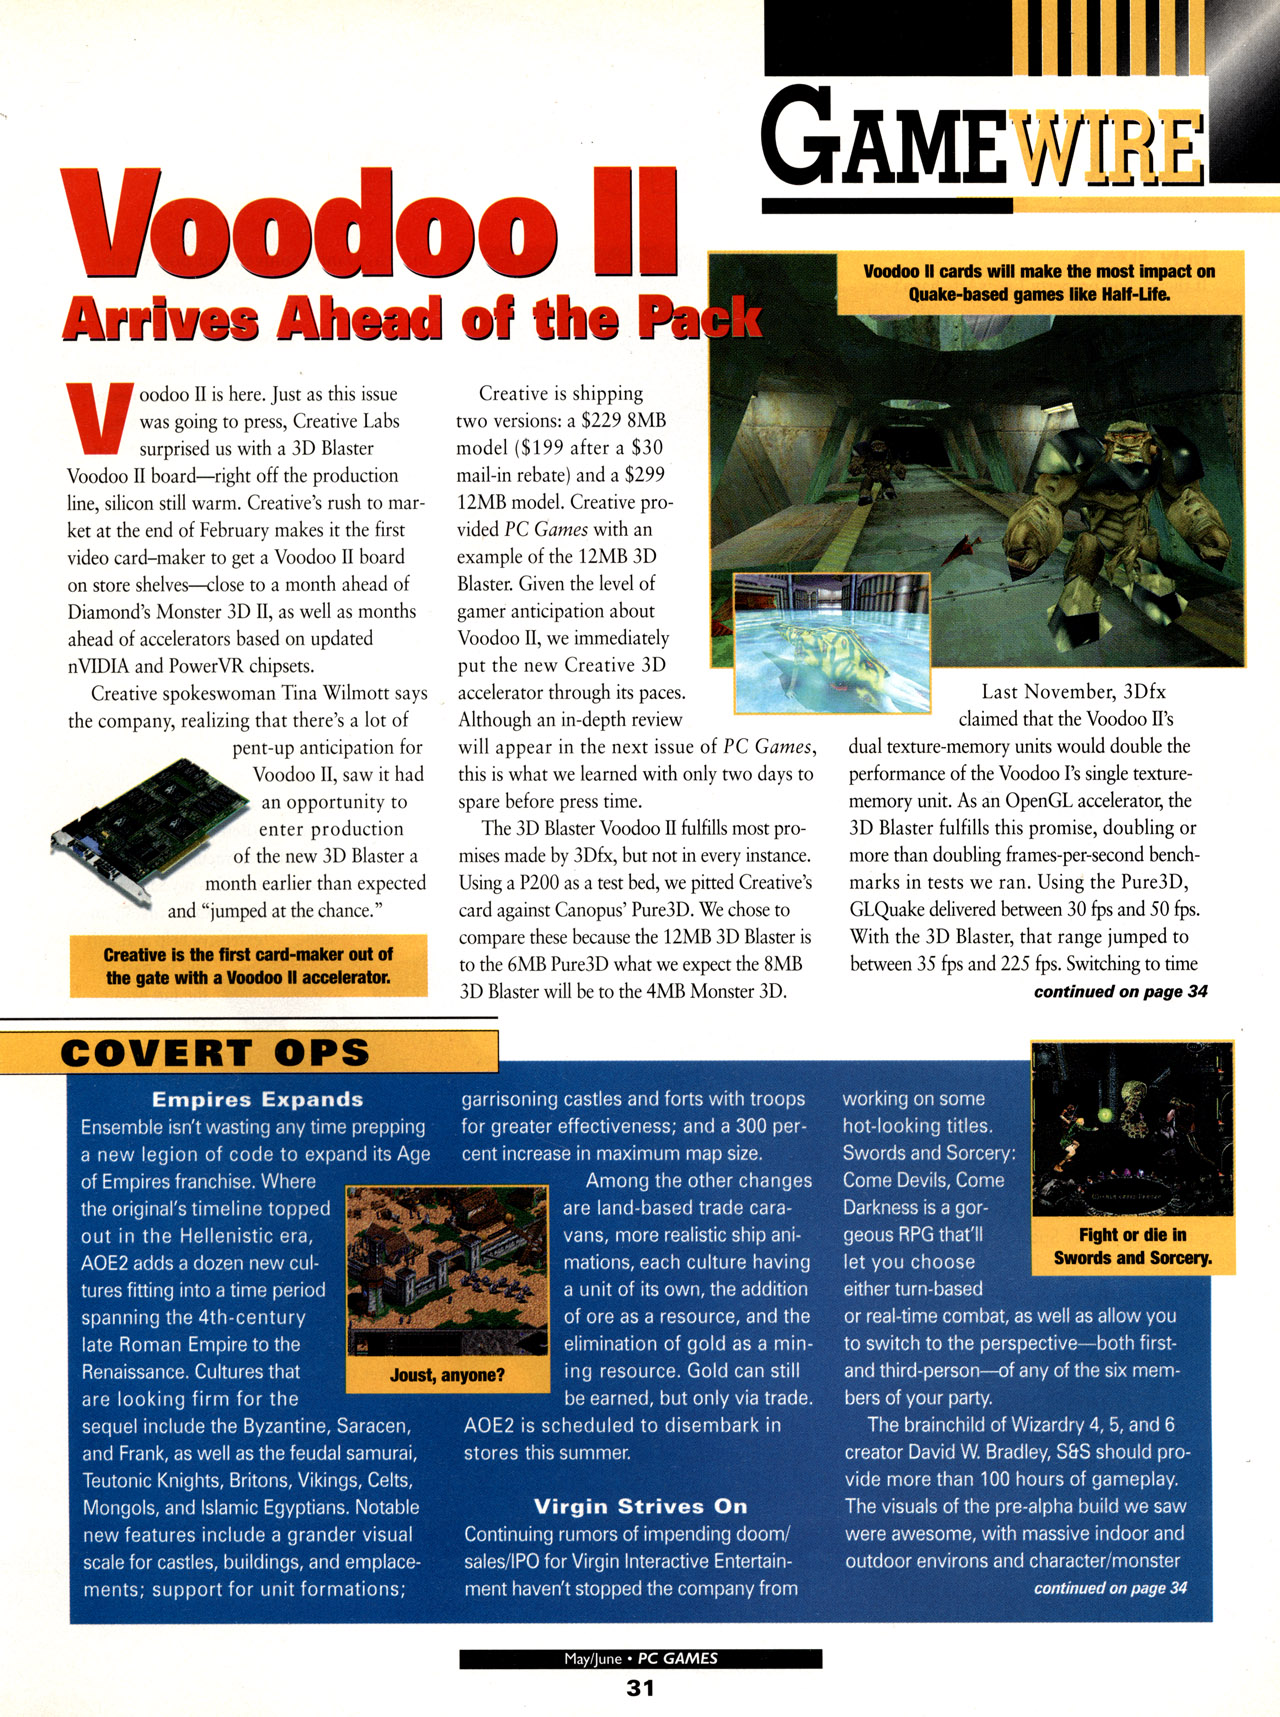 GAMEWIRE
Voodoo II
Arrives Ahead of the Pack
Voodoo II cards will make the most impact on
Quake-based games like Half-Life.
Voodoo II is here. Just as this issue
was going to press, Creative Labs
surprised us with a 3D Blaster
Voodoo II board—right off the production
line, silicon still warm. Creative's rush to mar-
ket at the end of February makes it the first
video card–maker to get a Voodoo II board
on store shelves—close to a month ahead of
Diamond's Monster 3D II, as well as months
ahead of accelerators based on updated
nVIDIA and PowerVR chipsets.
Creative spokeswoman Tina Wilmott says
the company, realizing that there's a lot of
pent-up anticipation for
Voodoo II, saw it had
an opportunity to
enter production
of the new 3D Blaster a
month earlier than expected
and “jumped at the chance.”
Creative is the first card-maker out of
the gate with a Voodoo II accelerator.
Creative is shipping
two versions: a $229 8MB
model ($199 after a $30
mail-in rebate) and a $299
12MB model. Creative pro-
vided PC Games with an
example of the 12MB 3D
Blaster. Given the level of
gamer anticipation about
Voodoo II, we immediately
put the new Creative 3D
accelerator through its paces.
Although an in-depth review
will appear in the next issue of PC Games,
this is what we learned with only two days to
spare before press time.
The 3D Blaster Voodoo II fulfills most pro-
mises made by 3Dfx, but not in every instance.
Using a P200 as a test bed, we pitted Creative's
card against Canopus' Pure3D. We chose to
compare these because the 12MB 3D Blaster is
to the 6MB Pure3D what we expect the 8MB
3D Blaster will be to the 4MB Monster 3D.
Last November, 3Dfx
claimed that the Voodoo II's
dual texture-memory units would double the
performance of the Voodoo I's single texture-
memory unit. As an OpenGL accelerator, the
3D Blaster fulfills this promise, doubling or
more than doubling frames-per-second bench-
marks in tests we ran. Using the Pure3D,
GLQuake delivered between 30 fps and 50 fps.
With the 3D Blaster, that range jumped to
between 35 fps and 225 fps. Switching to time
continued on page 34
COVERT OPS
Empires Expands
Ensemble isn't wasting any time prepping
a new legion of code to expand its Age
of Empires franchise. Where
the original's timeline topped
out in the Hellenistic era,
AOE2 adds a dozen new cul-
tures fitting into a time period
spanning the 4th-century
late Roman Empire to the
Renaissance. Cultures that
are looking firm for the
sequel include the Byzantine, Saracen,
and Frank, as well as the feudal samurai,
Teutonic Knights, Britons, Vikings, Celts,
Mongols, and Islamic Egyptians. Notable
new features include a grander visual
scale for castles, buildings, and emplace-
ments; support for unit formations;
Joust, anyone?
garrisoning castles and forts with troops
for greater effectiveness; and a 300 per-
cent increase in maximum map size.
Among the other changes
are land-based trade cara-
vans, more realistic ship ani-
mations, each culture having
a unit of its own, the addition
of ore as a resource, and the
elimination of gold as a min-
ing resource. Gold can still
be earned, but only via trade.
AOE2 is scheduled to disembark in
stores this summer.
Virgin Strives On
Continuing rumors of impending doom/
sales/IPO for Virgin Interactive Entertain-
ment haven't stopped the company from
working on some
hot-looking titles.
Swords and Sorcery:
Come Devils, Come
Darkness is a gor-
geous RPG that'll
let you choose
either turn-based
or real-time combat, as well as allow you
to switch to the perspective—both first-
and third-person—of any of the six mem-
bers of your party.
The brainchild of Wizardry 4, 5, and 6
creator David W. Bradley, S&S should pro-
vide more than 100 hours of gameplay.
The visuals of the pre-alpha build we saw
were awesome, with massive indoor and
outdoor environs and character/monster
continued on page 34
Fight or die in
Swords and Sorcery.
May/June • PC GAMES
31